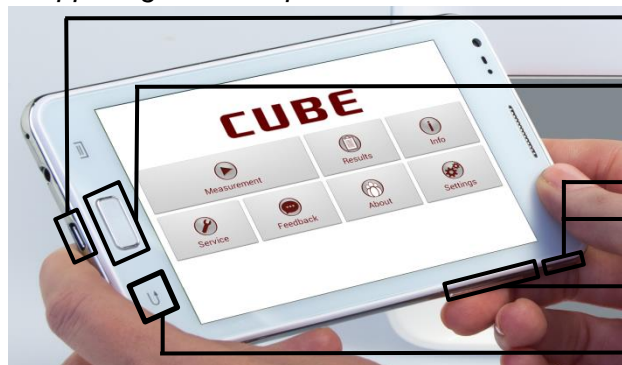 CUBE
Measurement
Results
Info
Service
Feedback
About
Settings